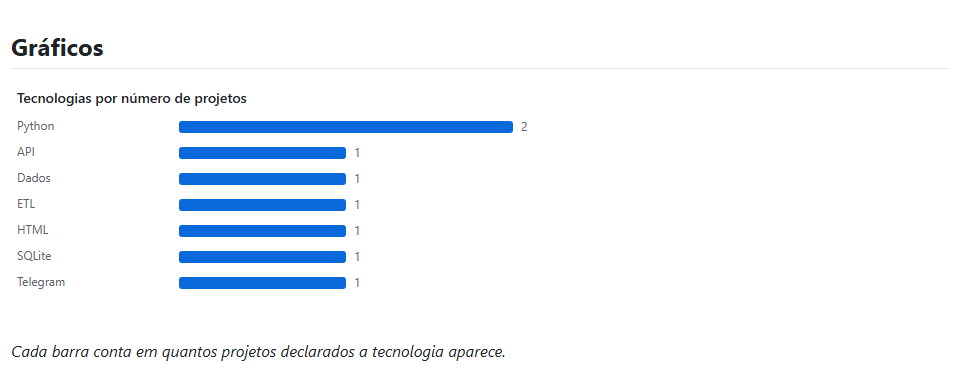 Gráficos
Tecnologias por número de projetos
Python 2
API 1
Dados 1
ETL 1
HTML 1
SQLite 1
Telegram 1
Cada barra conta em quantos projetos declarados a tecnologia aparece.